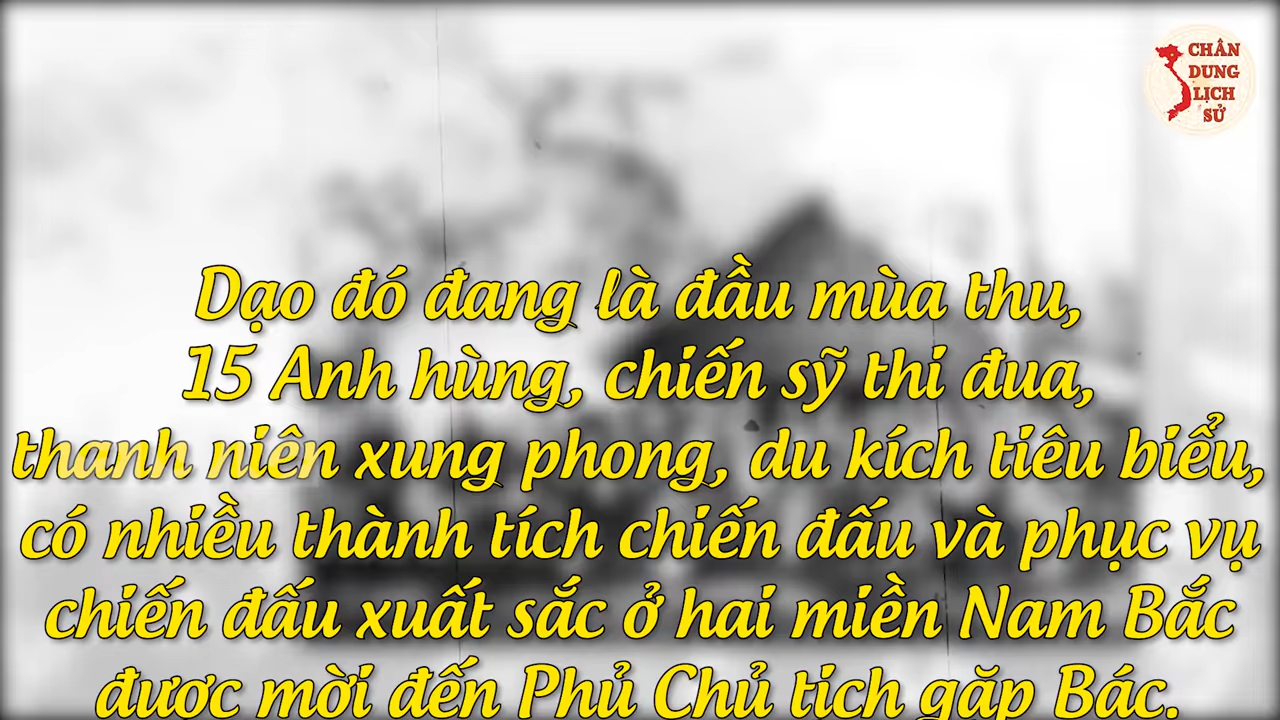 CHÂN
DUNG
LỊCH
SỬ
Dạo đó đang là đầu mùa thu,
15 Anh hùng, chiến sỹ thi đua,
thanh niên xung phong, du kích tiêu biểu,
có nhiều thành tích chiến đấu và phục vụ
chiến đấu xuất sắc ở hai miền Nam Bắc
được mời đến Phủ Chủ tịch gặp Bác.